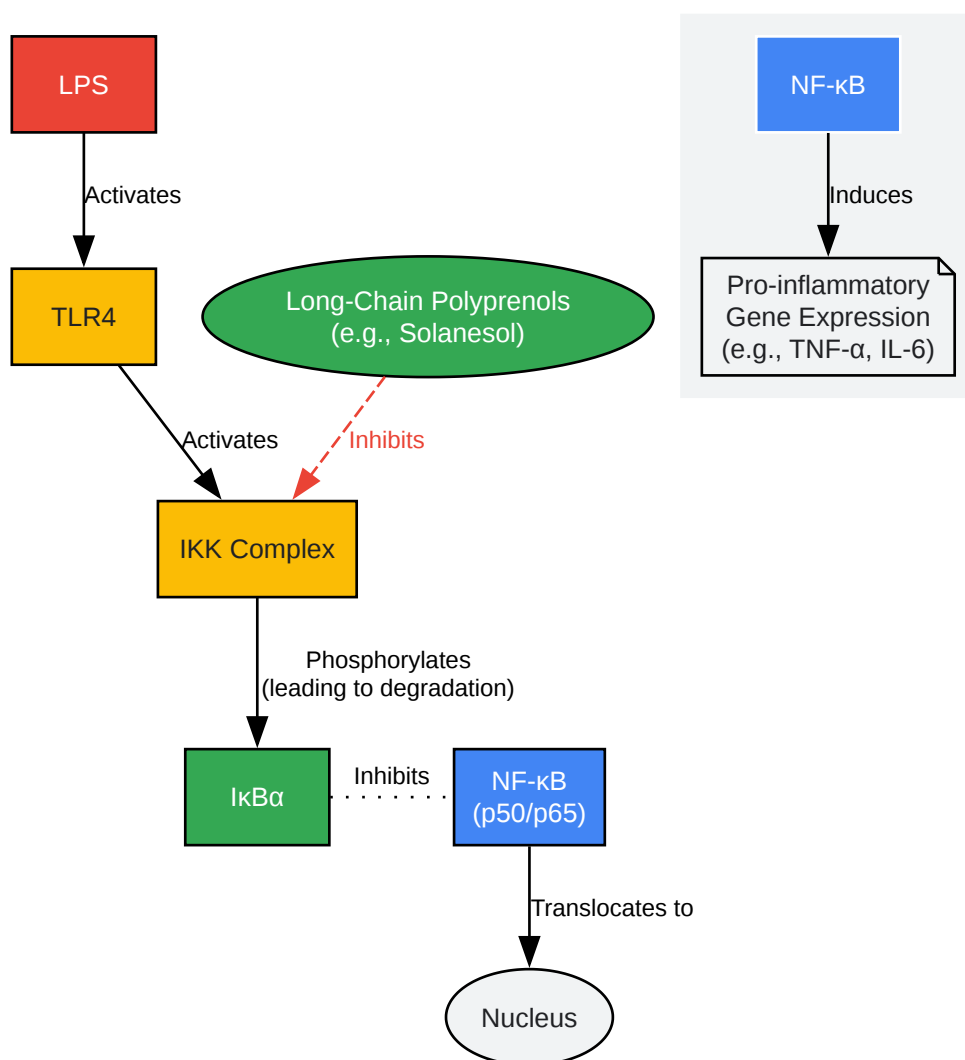 LPS
NF-κB
Activates
Induces
TLR4
Long-Chain Polyprenols
(e.g., Solanesol)
Pro-inflammatory
Gene Expression
(e.g., TNF-α, IL-6)
Activates
Inhibits
IKK Complex
Phosphorylates
(leading to degradation)
IκBα
Inhibits
NF-κB
(p50/p65)
Translocates to
Nucleus